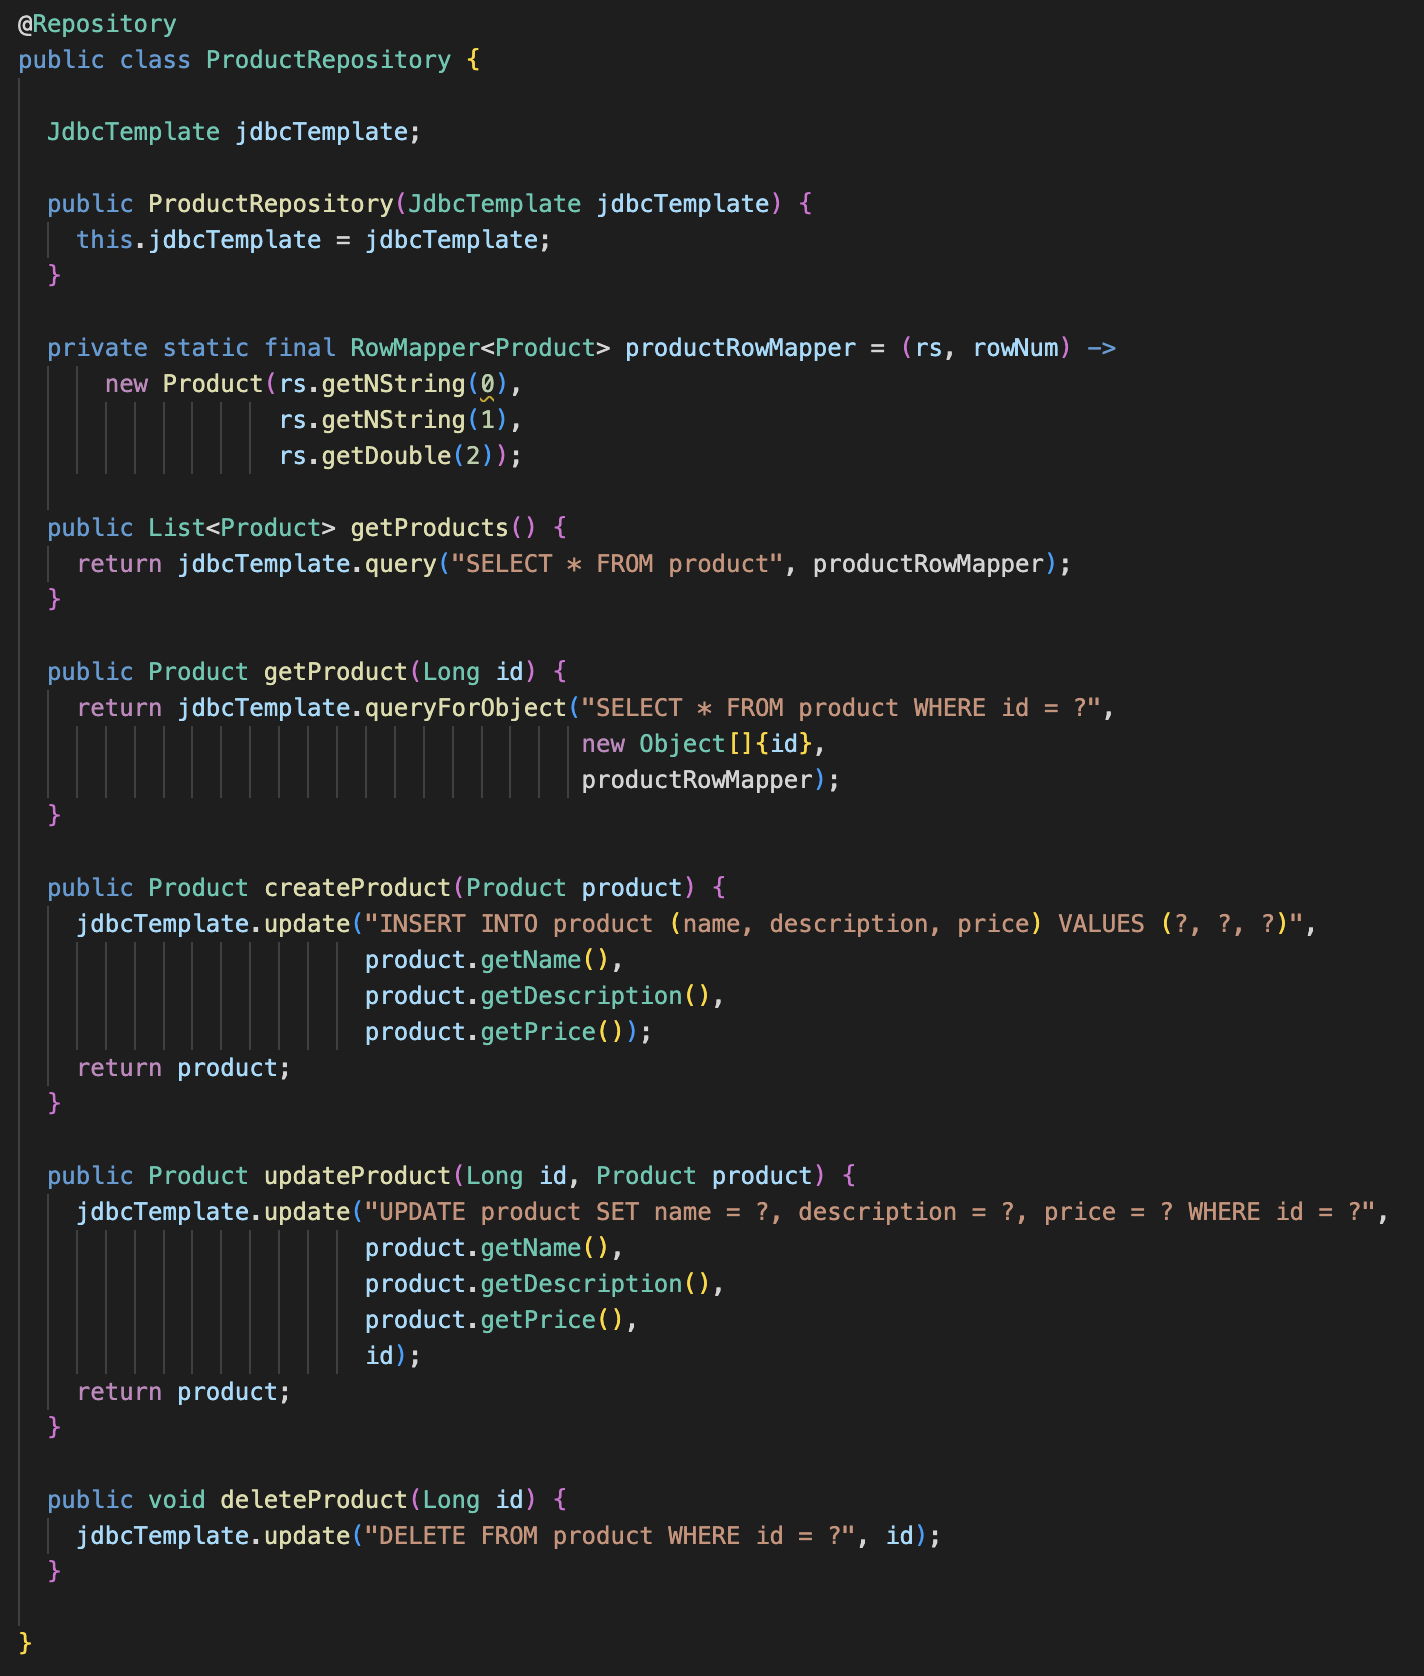 @Repository
public class ProductRepository {
JdbcTemplate jdbcTemplate;
public ProductRepository(JdbcTemplate jdbcTemplate) {
this.jdbcTemplate = jdbcTemplate;
}
private static final RowMapper<Product> productRowMapper = (rs, rowNum) ->
new Product(rs.getNString(0),
rs.getNString(1),
rs.getDouble(2));
public List<Product> getProducts() {
return jdbcTemplate.query("SELECT * FROM product", productRowMapper);
}
public Product getProduct(Long id) {
return jdbcTemplate.queryForObject("SELECT * FROM product WHERE id = ?",
new Object[]{id},
productRowMapper);
}
public Product createProduct(Product product) {
jdbcTemplate.update("INSERT INTO product (name, description, price) VALUES (?, ?, ?)",
product.getName(),
product.getDescription(),
product.getPrice());
return product;
}
public Product updateProduct(Long id, Product product) {
jdbcTemplate.update("UPDATE product SET name = ?, description = ?, price = ? WHERE id = ?",
product.getName(),
product.getDescription(),
product.getPrice(),
id);
return product;
}
public void deleteProduct(Long id) {
jdbcTemplate.update("DELETE FROM product WHERE id = ?", id);
}
}